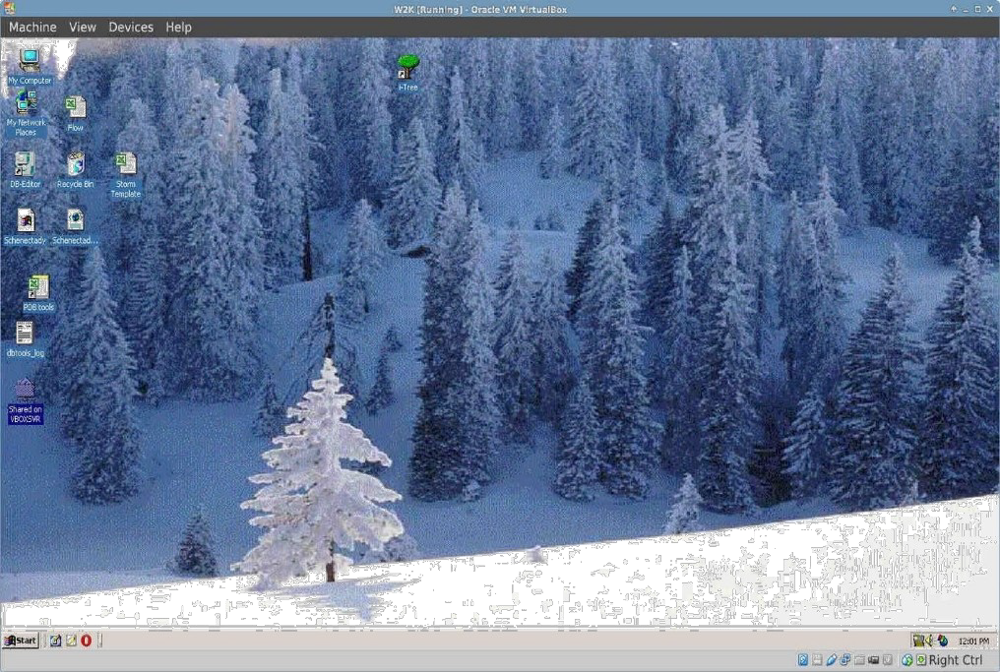 W2K [Running] - Oracle VM VirtualBox
Machine View Devices Help
My Computer
i-Tree
My Network
Places
Flow
DB-Editor
Recycle Bin
Storm
Template
Schenectady
Schenectad...
PDB tools
dbtools_log
Shared on
VBOXSVR
Start
12:01 PM
Right Ctrl